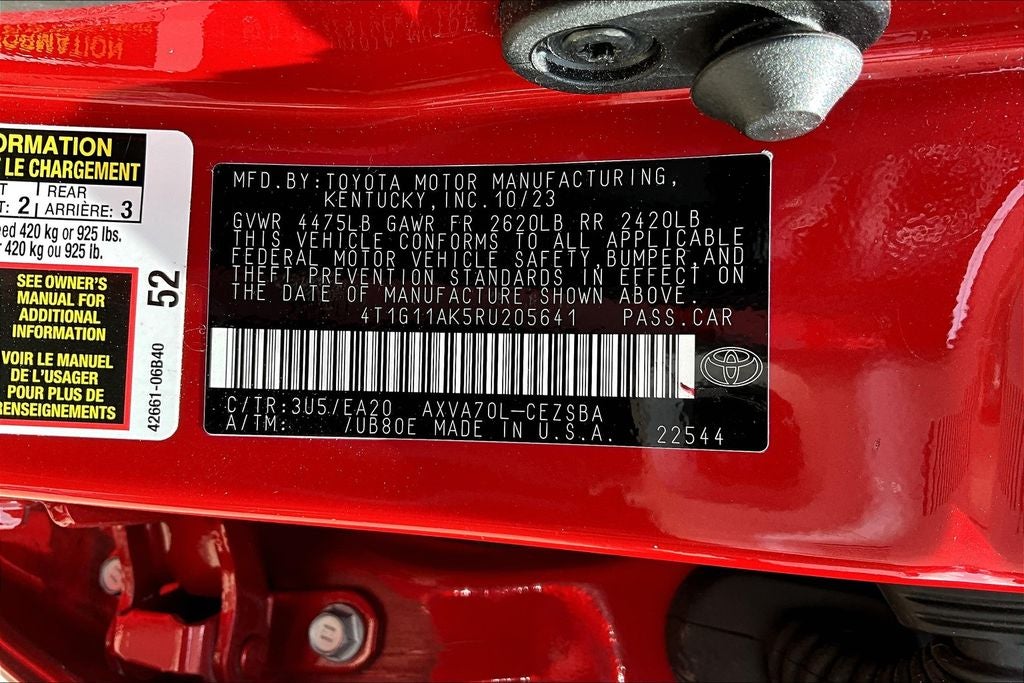 ORMATION
LE CHARGEMENT
REAR
: 2 ARRIÈRE: 3
420 kg or 925 lbs.
420 kg ou 925 lb.
SEE OWNER'S
MANUAL FOR
ADDITIONAL
INFORMATION
VOIR LE MANUEL
DE L'USAGER
POUR PLUS DE
RENSEIGNEMENTS
52
42661-06B40
MFD.BY:TOYOTA MOTOR MANUFACTURING,
KENTUCKY,INC.10/23
GVWR 4475LB GAWR FR 2620LB RR 2420LB
THIS VEHICLE CONFORMS TO ALL APPLICABLE
FEDERAL MOTOR VEHICLE SAFETY,BUMPER,AND
THEFT PREVENTION STANDARDS IN EFFECT ON
THE DATE OF MANUFACTURE SHOWN ABOVE.
4T1G11AK5RU205641 PASS.CAR
C/TR:3U5/EA20 AXVA70L-CEZSBA
A/TM: /UB80E MADE IN U.S.A. 22544